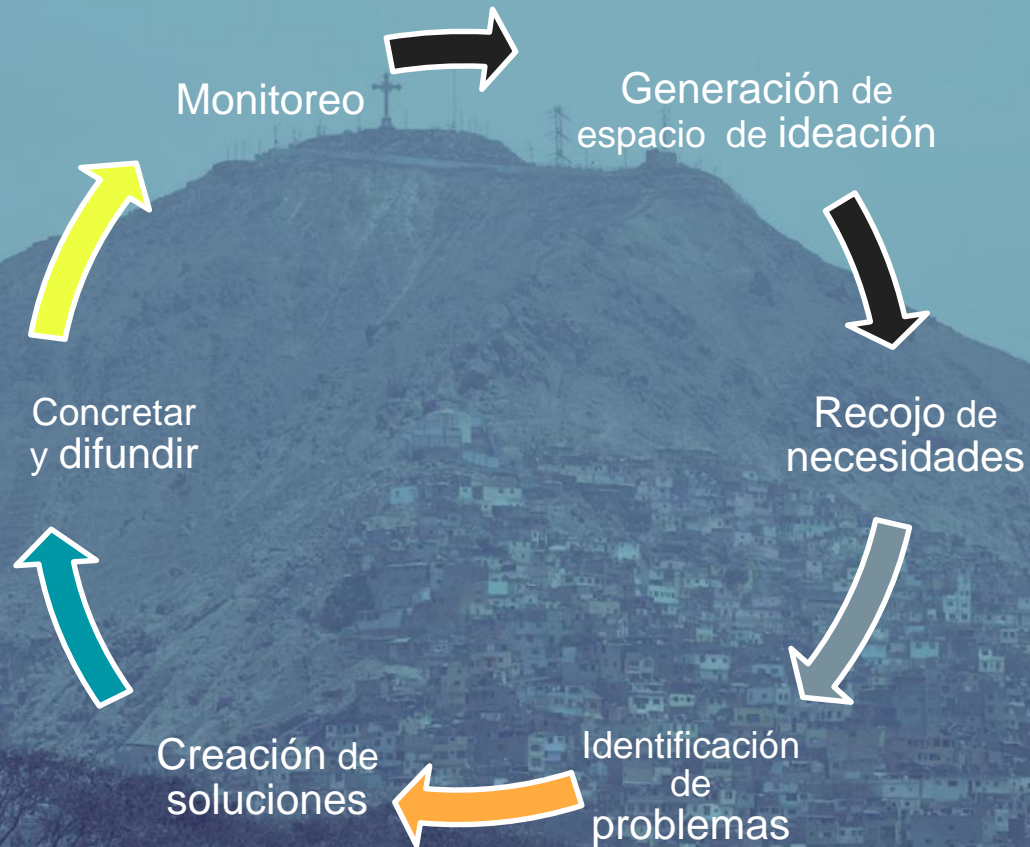 Monitoreo
Generación de
espacio de ideación
Recojo de
necesidades
Identificación
de
problemas
Creación de
soluciones
Concretar
y difundir